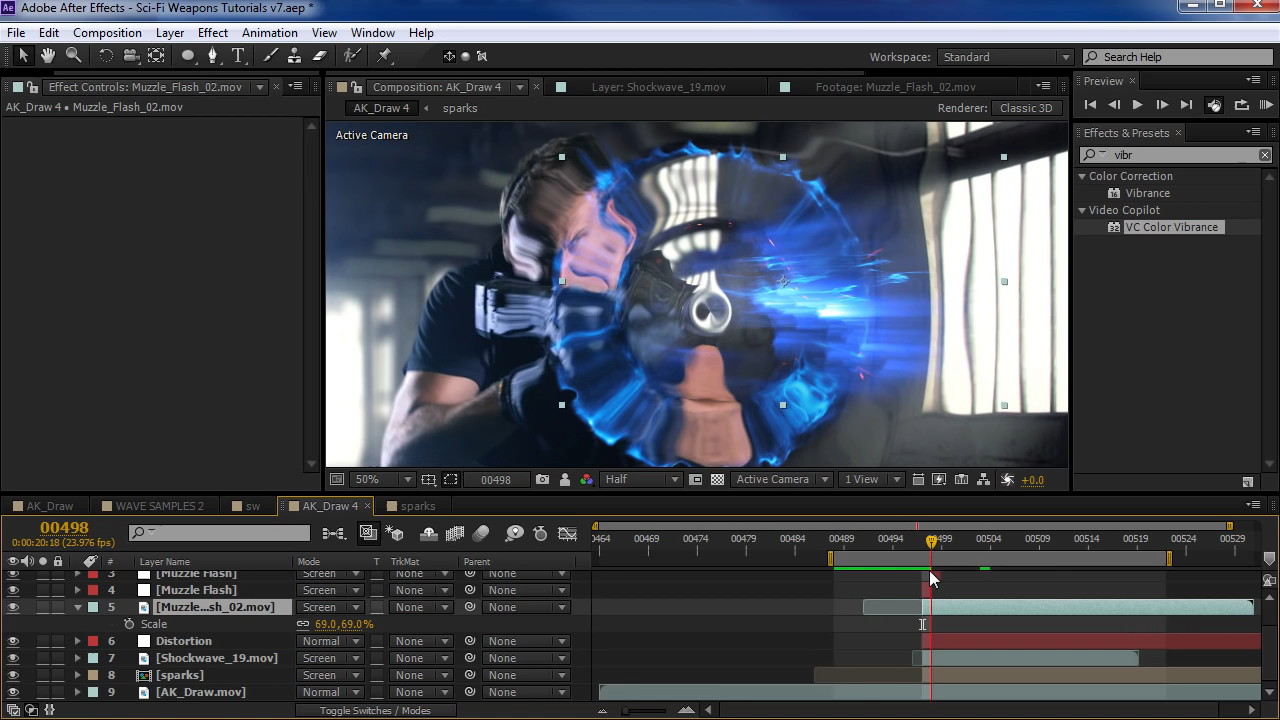 Adobe After Effects - Sci-Fi Weapons Tutorials v7.aep *
File Edit Composition Layer Effect Animation View Window Help
Workspace: Standard Search Help
Effect Controls: Muzzle_Flash_02.mov
AK_Draw 4 • Muzzle_Flash_02.mov
Composition: AK_Draw 4 Layer: Shockwave_19.mov Footage: Muzzle_Flash_02.mov
AK_Draw 4 sparks Renderer: Classic 3D
Active Camera
Preview
Effects & Presets
vibr
Color Correction
Vibrance
Video Copilot
VC Color Vibrance
50% 00498 Half Active Camera 1 View +0.0
AK_Draw WAVE SAMPLES 2 sw AK_Draw 4 sparks
00498
0:00:20:18 (23.976 fps)
0464 00469 00474 00479 00484 00489 00494 00499 00504 00509 00514 00519 00524 00529
# Layer Name Mode T TrkMat Parent
3 [Muzzle Flash] Screen None None
4 [Muzzle Flash] Screen None None
5 [Muzzle...sh_02.mov] Screen None None
Scale 69.0,69.0%
6 Distortion Normal None None
7 [Shockwave_19.mov] Screen None None
8 [sparks] Screen None None
9 [AK_Draw.mov] Normal None None
Toggle Switches / Modes